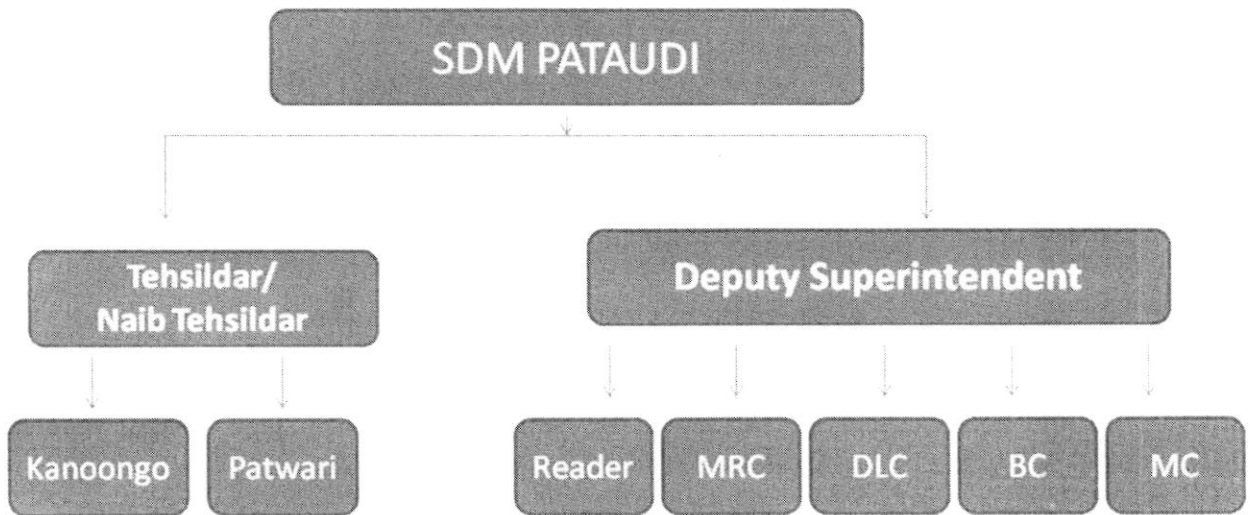 SDM PATAUDI
Tehsildar/
Naib Tehsildar
Deputy Superintendent
Kanoongo
Patwari
Reader
MRC
DLC
BC
MC